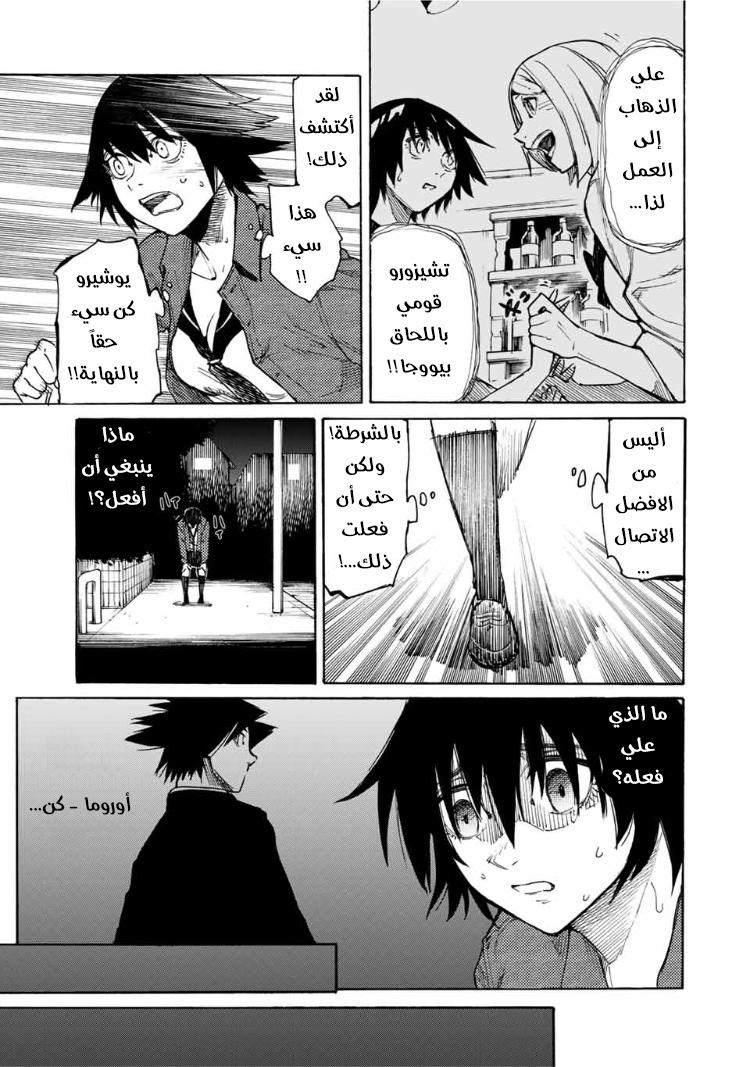 علي
الذهاب
إلى
العمل
لذا...
تشيزورو
قومي
باللحاق
بيووجا!!
لقد
أكتشف
ذلك!
هذا
سيء
!!
يوشيرو
كن سيء
حقاً
بالنهاية!!
أليس
من
الافضل
الاتصال
...
بالشرطة!
ولكن
حتى أن
فعلت
ذلك...!
ماذا
ينبغي أن
أفعل؟!
ما الذي
علي
فعله؟
أوروما - كن...